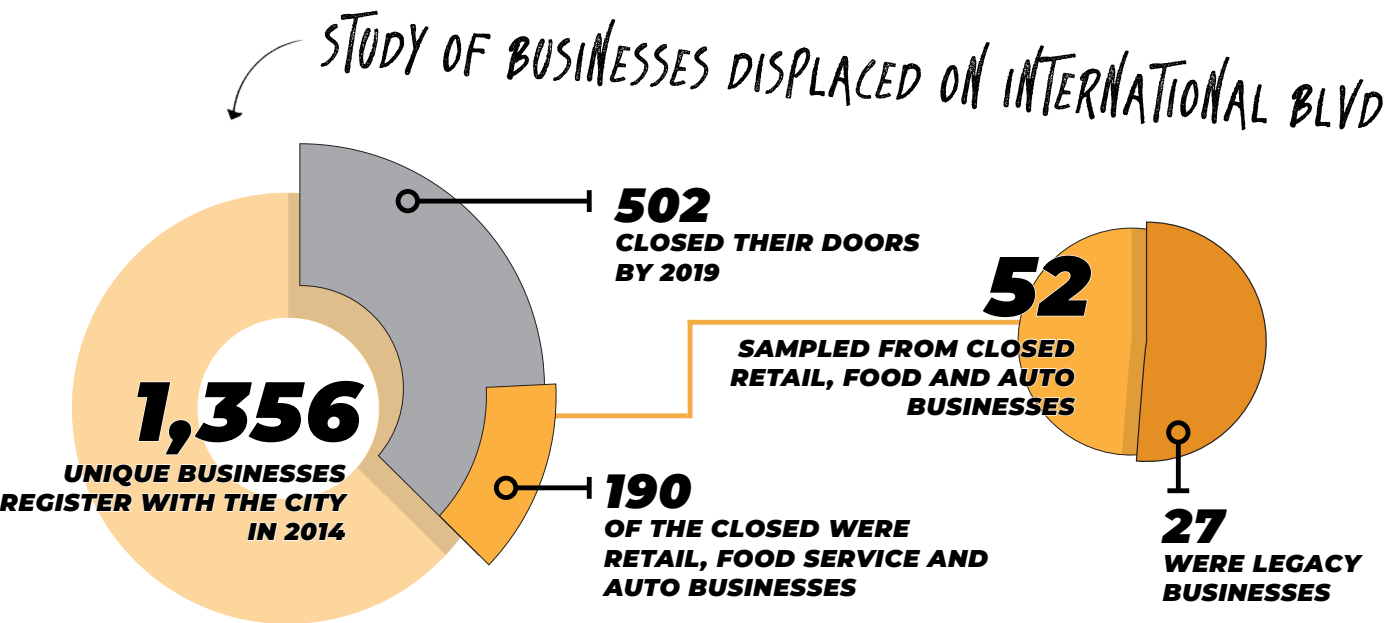 STUDY OF BUSINESSES DISPLACED ON INTERNATIONAL BLVD
502
CLOSED THEIR DOORS
BY 2019
52
SAMPLED FROM CLOSED
RETAIL, FOOD AND AUTO
BUSINESSES
1,356
UNIQUE BUSINESSES
REGISTER WITH THE CITY
IN 2014
190
OF THE CLOSED WERE
RETAIL, FOOD SERVICE AND
AUTO BUSINESSES
27
WERE LEGACY
BUSINESSES